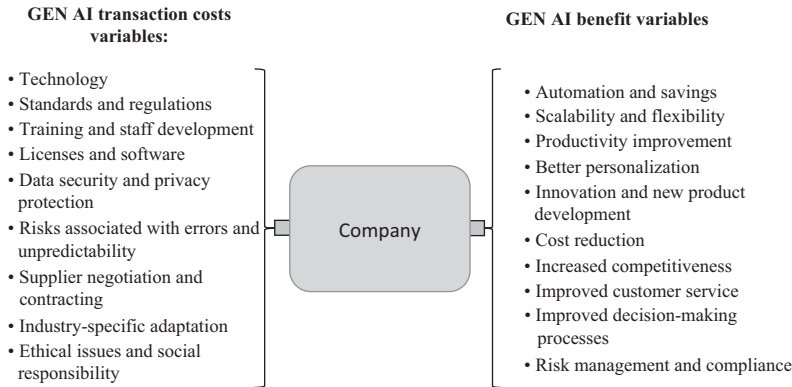 GEN AI transaction costs
variables:
• Technology
• Standards and regulations
• Training and staff development
• Licenses and software
• Data security and privacy
protection
• Risks associated with errors and
unpredictability
• Supplier negotiation and
contracting
• Industry-specific adaptation
• Ethical issues and social
responsibility
Company
GEN AI benefit variables
• Automation and savings
• Scalability and flexibility
• Productivity improvement
• Better personalization
• Innovation and new product
development
• Cost reduction
• Increased competitiveness
• Improved customer service
• Improved decision-making
processes
• Risk management and compliance